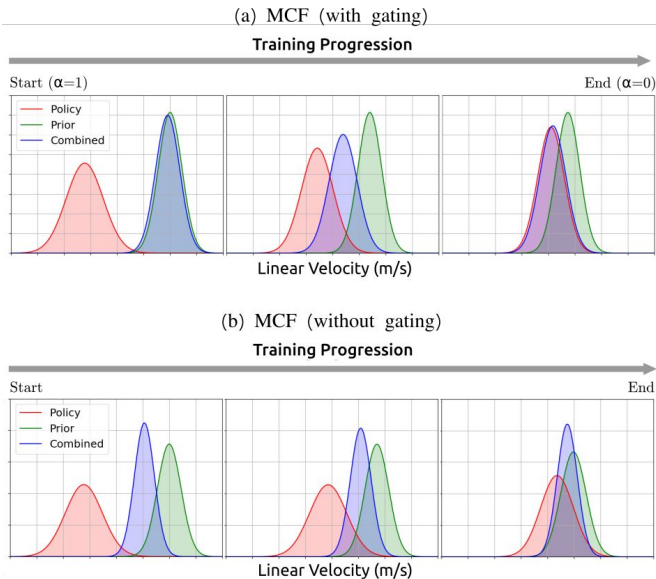 (a) MCF (with gating)
Training Progression
Start (α=1)
End (α=0)
Policy
Prior
Combined
Linear Velocity (m/s)
(b) MCF (without gating)
Training Progression
Start
End
Policy
Prior
Combined
Linear Velocity (m/s)